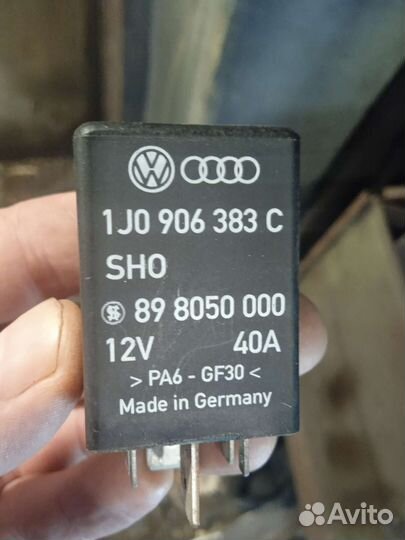 1J0 906 383 C
SHO
89 8050 000
12V 40A
> PA6 - GF30 <
Made in Germany
Avito